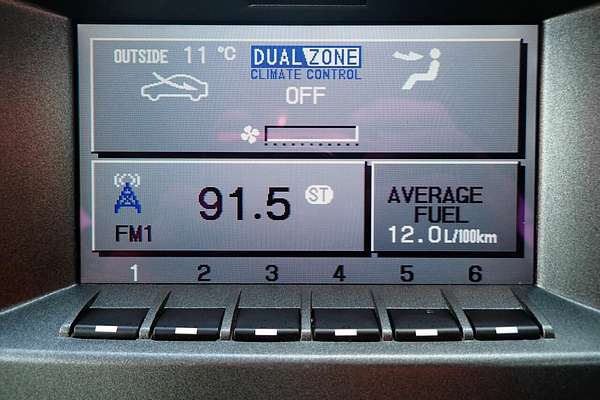 OUTSIDE 11 °C
DUAL ZONE
CLIMATE CONTROL
OFF
91.5 ST
FM1
AVERAGE
FUEL
12.0 L/100km
1 2 3 4 5 6